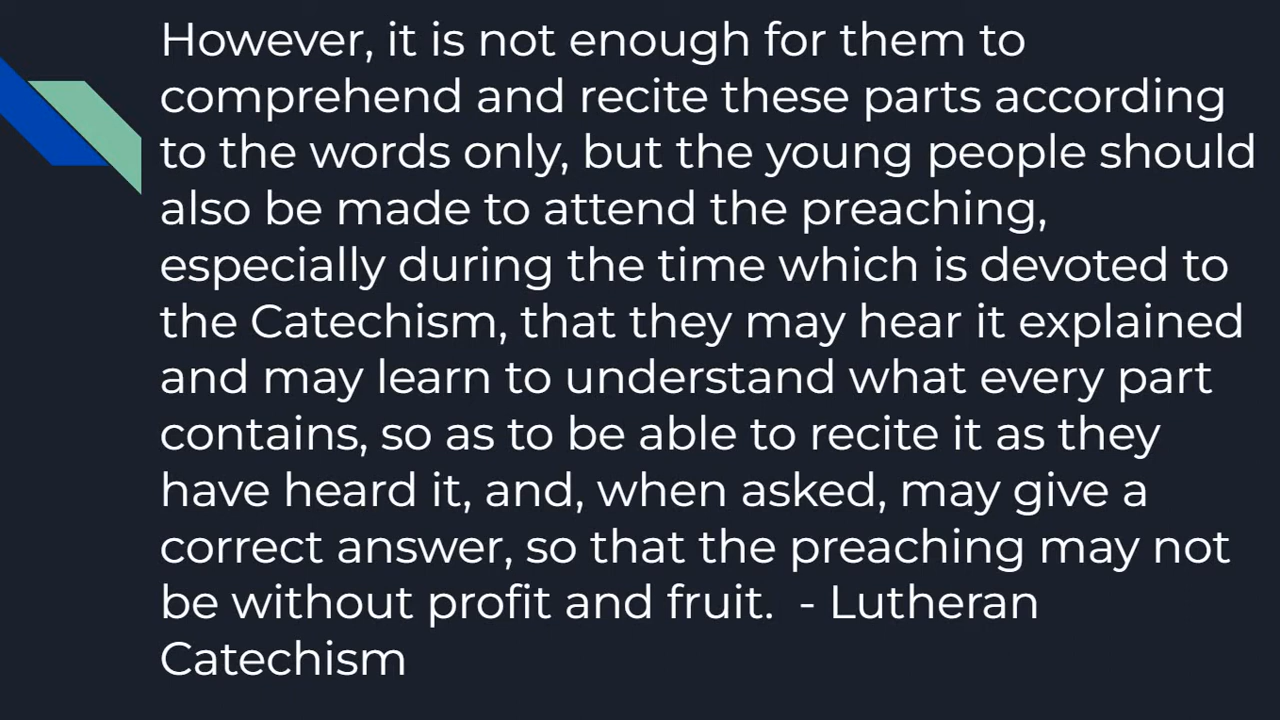 However, it is not enough for them to
comprehend and recite these parts according
to the words only, but the young people should
also be made to attend the preaching,
especially during the time which is devoted to
the Catechism, that they may hear it explained
and may learn to understand what every part
contains, so as to be able to recite it as they
have heard it, and, when asked, may give a
correct answer, so that the preaching may not
be without profit and fruit.  - Lutheran
Catechism